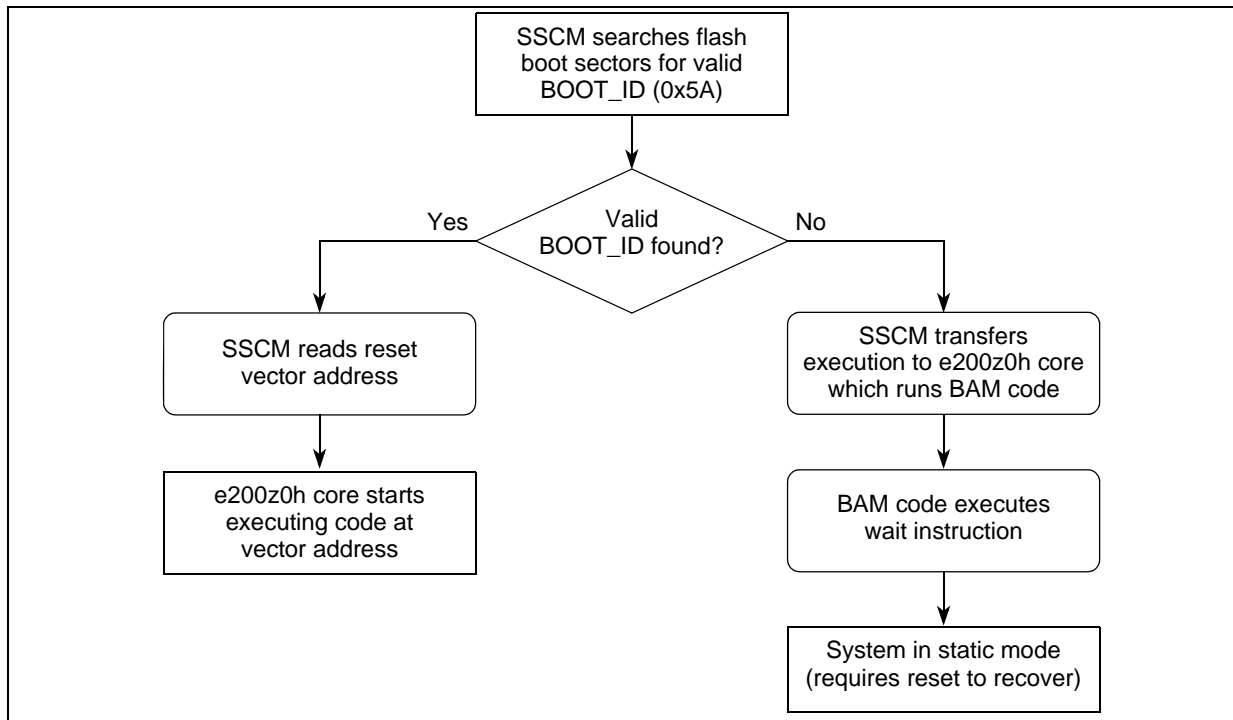 SSCM searches flash
boot sectors for valid
BOOT_ID (0x5A)
Yes
Valid
BOOT_ID found?
No
SSCM reads reset
vector address
SSCM transfers
execution to e200z0h core
which runs BAM code
e200z0h core starts
executing code at
vector address
BAM code executes
wait instruction
System in static mode
(requires reset to recover)